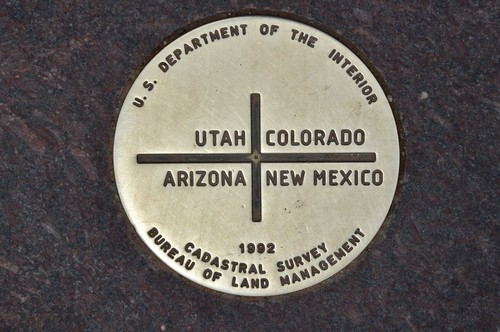 U. S. DEPARTMENT OF THE INTERIOR
UTAH COLORADO
ARIZONA NEW MEXICO
1992
CADASTRAL SURVEY
BUREAU OF LAND MANAGEMENT